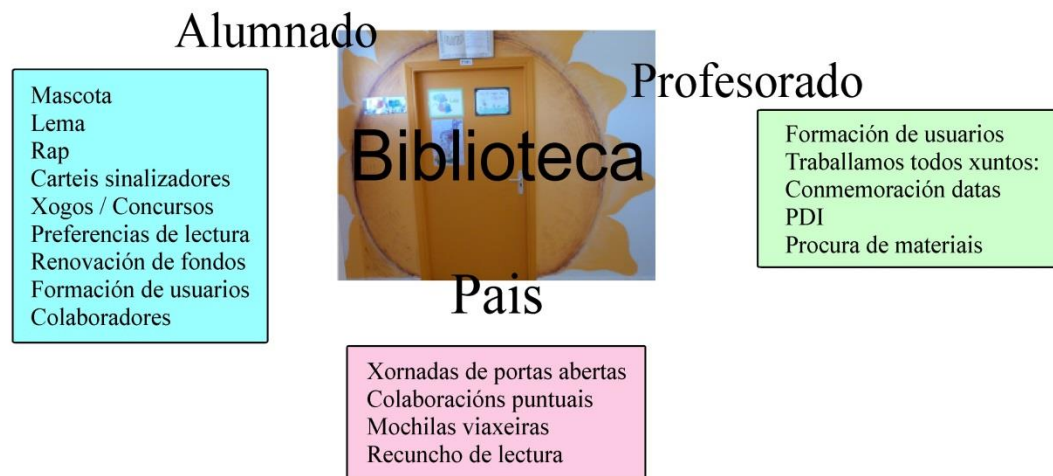 Alumnado
Mascota
Lema
Rap
Carteis sinalizadores
Xogos / Concursos
Preferencias de lectura
Renovación de fondos
Formación de usuarios
Colaboradores
Biblioteca
Profesorado
Formación de usuarios
Traballamos todos xuntos:
Conmemoración datas
PDI
Procura de materiais
Pais
Xornadas de portas abertas
Colaboracións puntuais
Mochilas viaxeiras
Recuncho de lectura